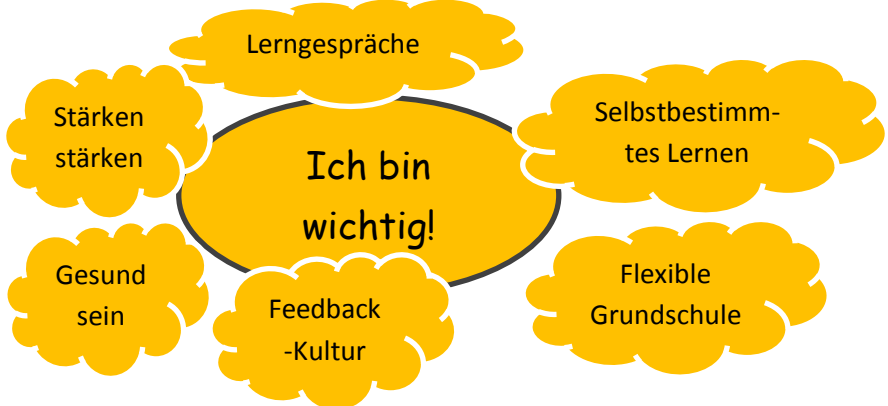 Lerngespräche
Stärken
stärken
Selbstbestimm-
tes Lernen
Ich bin
wichtig!
Gesund
sein
Feedback
-Kultur
Flexible
Grundschule